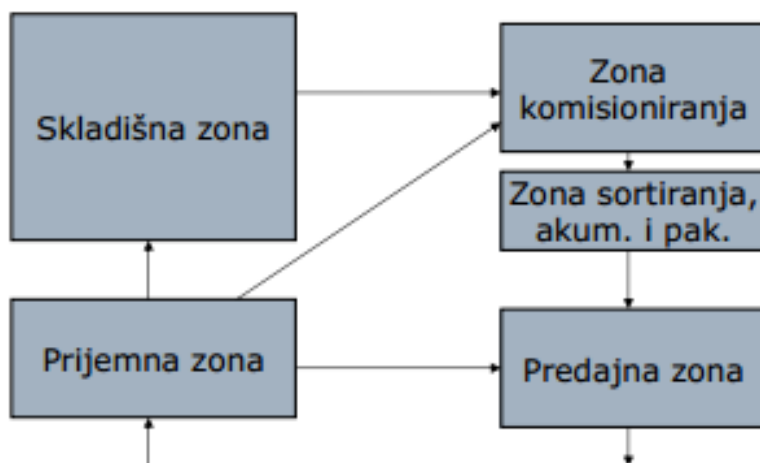 Skladišna zona
Zona
komisioniranja
Zona sortiranja,
akum. i pak.
Prijemna zona
Predajna zona